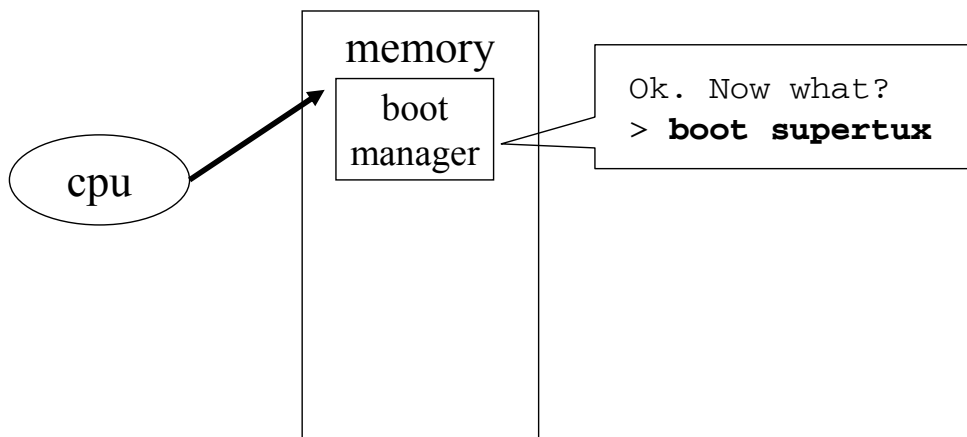 memory
boot
manager
cpu
Ok. Now what?
> boot supertux